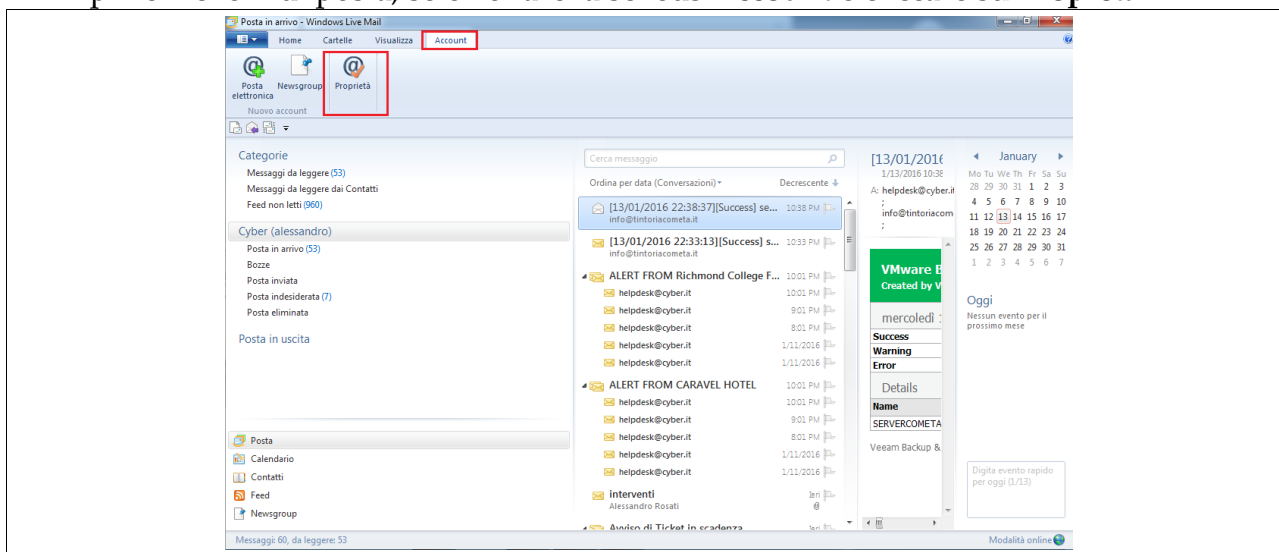 Posta in arrivo - Windows Live Mail
Home Cartelle Visualizza Account
Posta elettronica
Newsgroup
Proprietà
Nuovo account
Categorie
Messaggi da leggere (53)
Messaggi da leggere dai Contatti
Feed non letti (960)
Cyber (alessandro)
Posta in arrivo (53)
Bozze
Posta inviata
Posta indesiderata (7)
Posta eliminata
Posta in uscita
Posta
Calendario
Contatti
Feed
Newsgroup
Cerca messaggio
Ordina per data (Conversazioni) Decrescente
[13/01/2016 22:38:37][Success] se... 10:38 PM
info@tintoriacometa.it
[13/01/2016 22:33:13][Success] s... 10:33 PM
info@tintoriacometa.it
ALERT FROM Richmond College F... 10:01 PM
helpdesk@cyber.it 10:01 PM
helpdesk@cyber.it 9:01 PM
helpdesk@cyber.it 8:01 PM
helpdesk@cyber.it 1/11/2016
helpdesk@cyber.it 1/11/2016
ALERT FROM CARAVEL HOTEL 10:01 PM
helpdesk@cyber.it 10:01 PM
helpdesk@cyber.it 9:01 PM
helpdesk@cyber.it 8:01 PM
helpdesk@cyber.it 1/11/2016
helpdesk@cyber.it 1/11/2016
interventi Ieri
Alessandro Rosati
Avviso di Ticket in scadenza Ieri
[13/01/2016
1/13/2016 10:38
A: helpdesk@cyber.it
;
info@tintoriacom
;
VMware B
Created by V
mercoledì 1
Success
Warning
Error
Details
Name
SERVERCOMETA
Veeam Backup &
January
Mo Tu We Th Fr Sa Su
28 29 30 31 1 2 3
4 5 6 7 8 9 10
11 12 13 14 15 16 17
18 19 20 21 22 23 24
25 26 27 28 29 30 31
1 2 3 4 5 6 7
Oggi
Nessun evento per il
prossimo mese
Digita evento rapido
per oggi (1/13)
Messaggi: 60, da leggere: 53
Modalità online